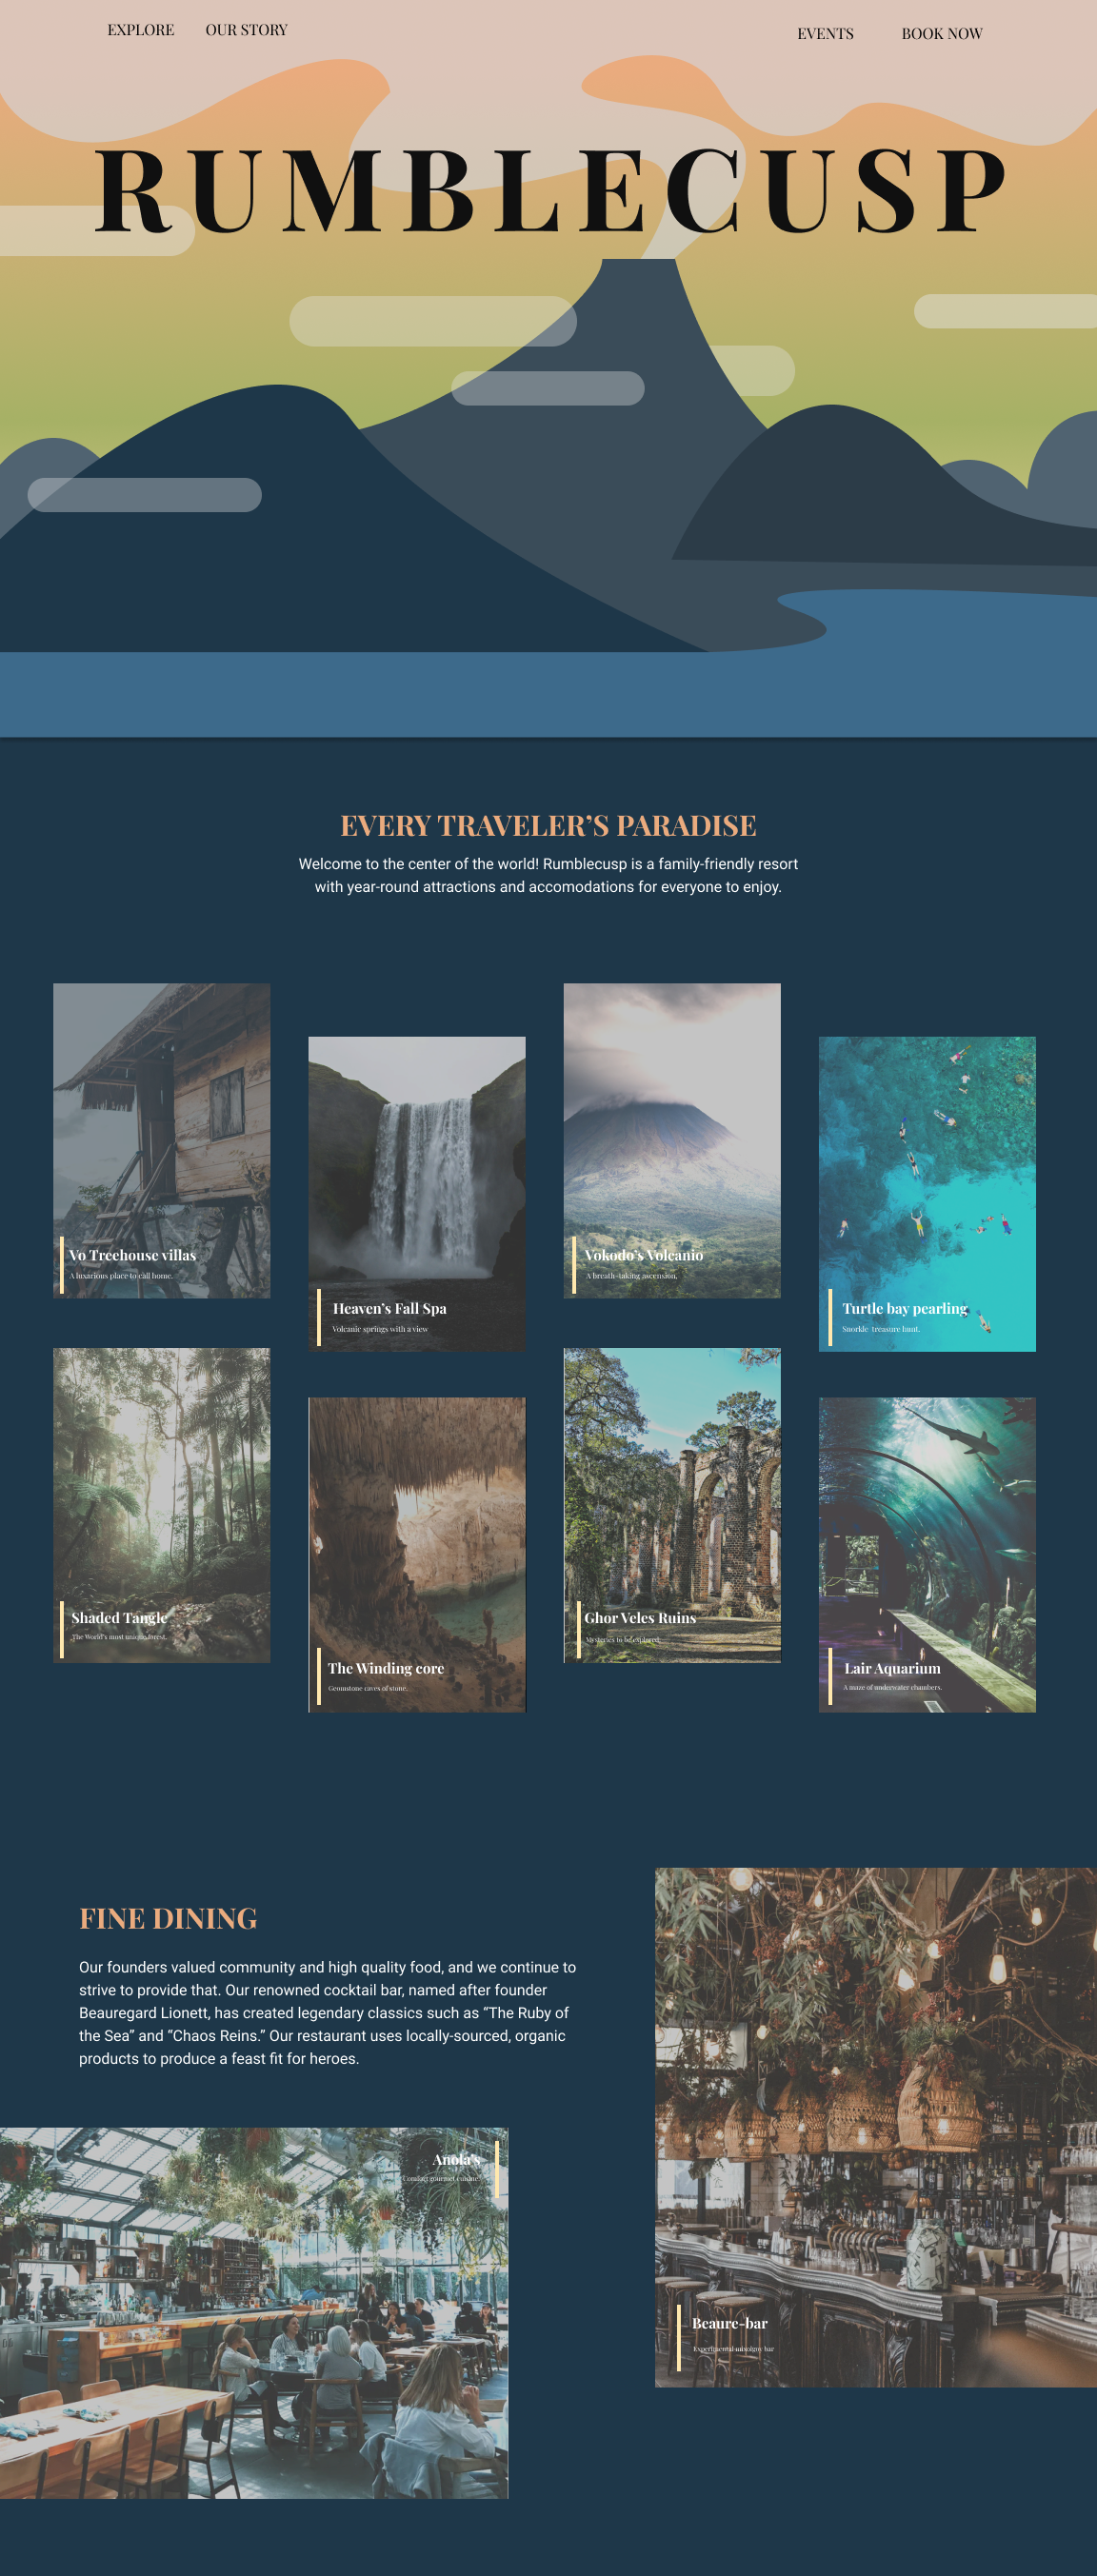 EXPLORE OUR STORY EVENTS BOOK NOW
RUMBLECUSP
EVERY TRAVELER’S PARADISE
Welcome to the center of the world! Rumblecusp is a family-friendly resort
with year-round attractions and accomodations for everyone to enjoy.
Vo Treehouse villas
A luxurious place to call home.
Heaven’s Fall Spa
Volcanic springs with a view
Vokodo’s Volcanio
A breath-taking ascension.
Turtle bay pearling
Snorkle treasure hunt.
Shaded Tangle
The World’s most unique forest.
The Winding core
Gemnstone caves of stone.
Ghor Veles Ruins
Mysteries to be explored.
Lair Aquarium
A maze of underwater chambers.
FINE DINING
Our founders valued community and high quality food, and we continue to
strive to provide that. Our renowned cocktail bar, named after founder
Beauregard Lionett, has created legendary classics such as “The Ruby of
the Sea” and “Chaos Reins.” Our restaurant uses locally-sourced, organic
products to produce a feast fit for heroes.
Anola’s
gourmet cuisine.
Beaure-bar
bar